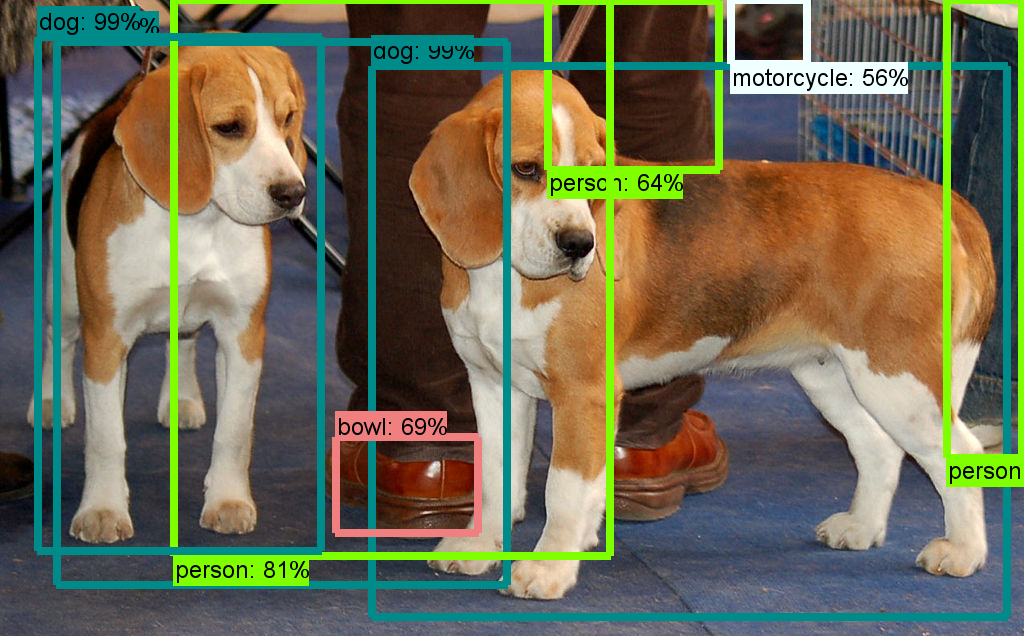 dog: 99%
%
dog: 99%
motorcycle: 56%
person: 64%
bowl: 69%
person
person: 81%